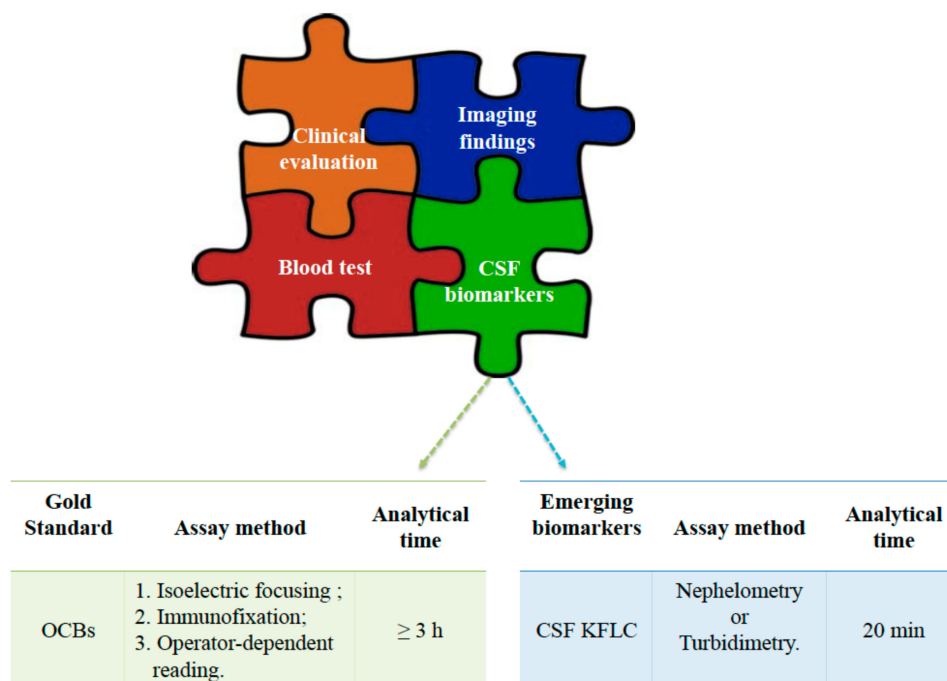 Clinical
evaluation
Imaging
findings
Blood test
CSF
biomarkers
Gold
Standard
Assay method
Analytical
time
OCBs
1. Isoelectric focusing ;
2. Immunofixation;
3. Operator-dependent
reading.
≥ 3 h
Emerging
biomarkers
Assay method
Analytical
time
CSF KFLC
Nephelometry
or
Turbidimetry.
20 min